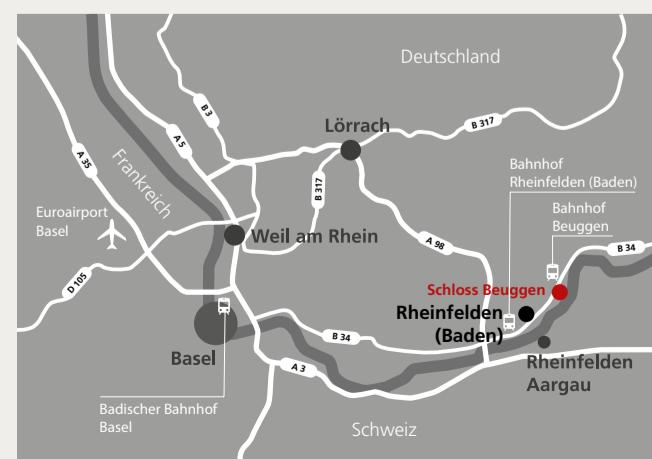 Deutschland
B 3
B 317
Lörrach
A 5
A 35
Frankreich
Bahnhof
Rheinfelden (Baden)
B 317
Euroairport
Basel
Bahnhof
Beuggen
Weil am Rhein
A 98
B 34
D 105
Schloss Beuggen
Rheinfelden
(Baden)
B 34
Basel
A 3
Rheinfelden
Aargau
Badischer Bahnhof
Basel
Schweiz